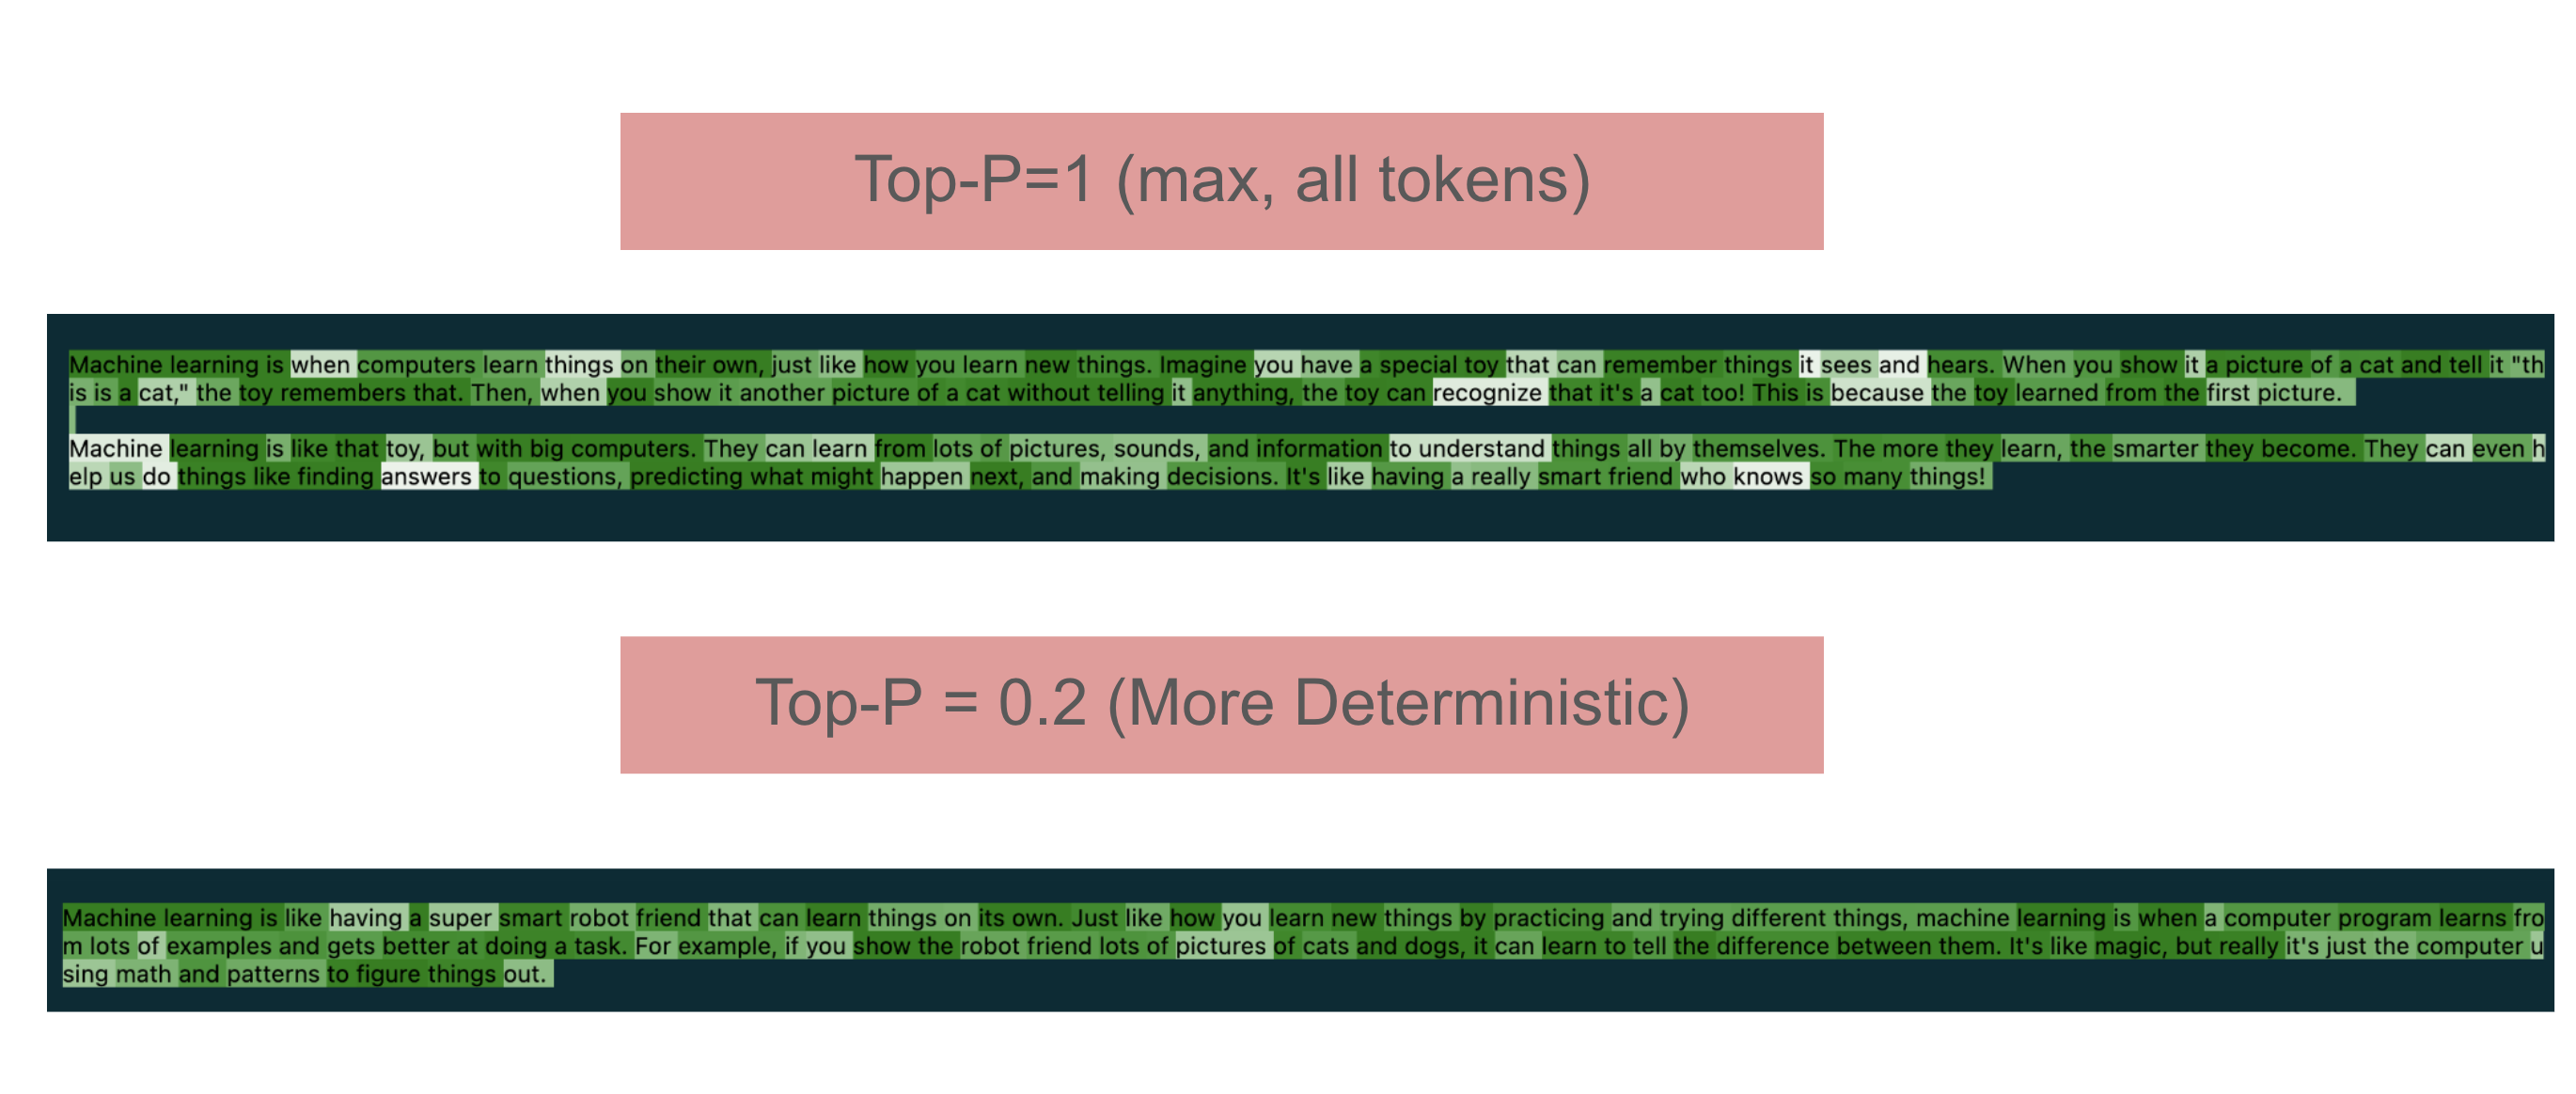 Top-P=1 (max, all tokens)
Machine learning is when computers learn things on their own, just like how you learn new things. Imagine you have a special toy that can remember things it sees and hears. When you show it a picture of a cat and tell it "th
is is a cat," the toy remembers that. Then, when you show it another picture of a cat without telling it anything, the toy can recognize that it's a cat too! This is because the toy learned from the first picture.
Machine learning is like that toy, but with big computers. They can learn from lots of pictures, sounds, and information to understand things all by themselves. The more they learn, the smarter they become. They can even h
elp us do things like finding answers to questions, predicting what might happen next, and making decisions. It's like having a really smart friend who knows so many things!
Top-P = 0.2 (More Deterministic)
Machine learning is like having a super smart robot friend that can learn things on its own. Just like how you learn new things by practicing and trying different things, machine learning is when a computer program learns fro
m lots of examples and gets better at doing a task. For example, if you show the robot friend lots of pictures of cats and dogs, it can learn to tell the difference between them. It's like magic, but really it's just the computer u
sing math and patterns to figure things out.